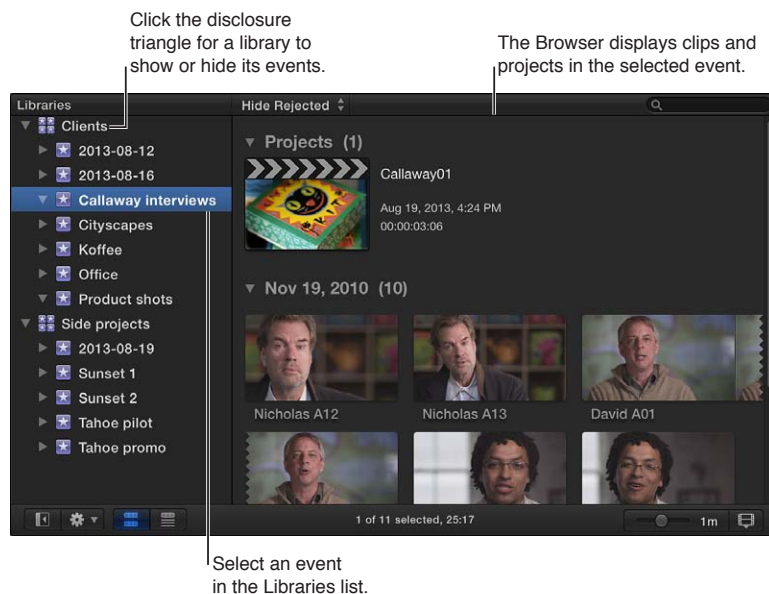 Click the disclosure
triangle for a library to
show or hide its events.
The Browser displays clips and
projects in the selected event.
Libraries
Hide Rejected
Clients
2013-08-12
2013-08-16
Callaway interviews
Cityscapes
Koffee
Office
Product shots
Side projects
2013-08-19
Sunset 1
Sunset 2
Tahoe pilot
Tahoe promo
Projects (1)
Callaway01
Aug 19, 2013, 4:24 PM
00:00:03:06
Nov 19, 2010 (10)
Nicholas A12
Nicholas A13
David A01
1 of 11 selected, 25:17
1m
Select an event
in the Libraries list.